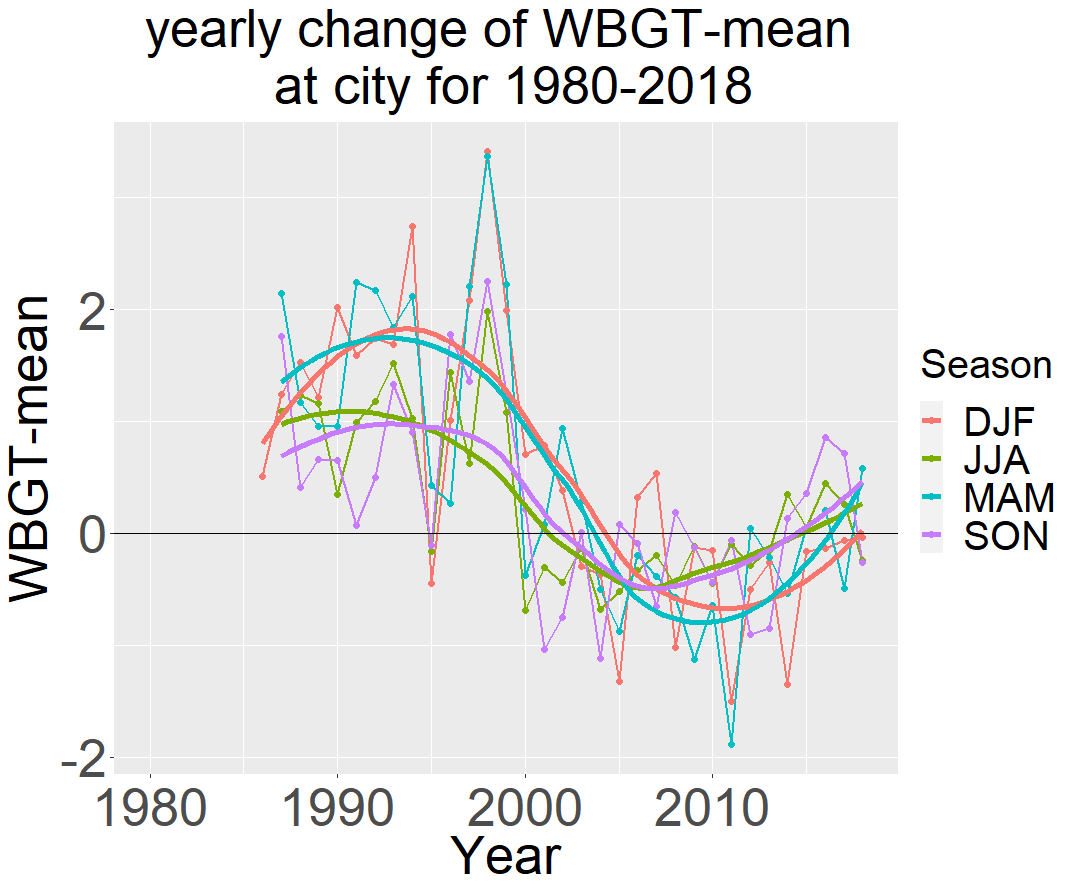 yearly change of WBGT-mean
at city for 1980-2018
WBGT-mean
2
0
-2
1980 1990 2000 2010
Year
Season
DJF
JJA
MAM
SON